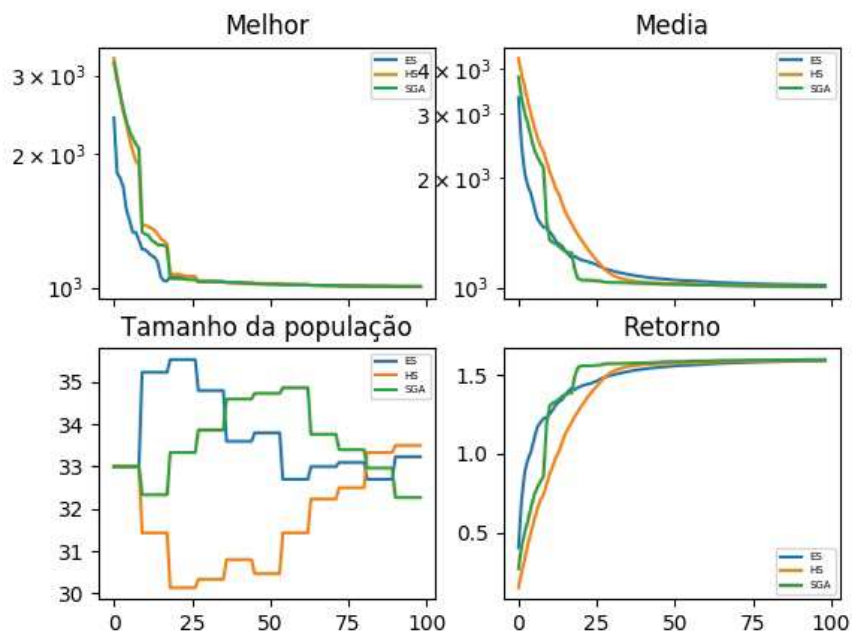 Melhor
3 × 10³
2 × 10³
10³
ES
HS
SGA
Media
4 × 10³
3 × 10³
2 × 10³
10³
ES
HS
SGA
Tamanho da população
35
34
33
32
31
30
0 25 50 75 100
ES
HS
SGA
Retorno
1.5
1.0
0.5
0 25 50 75 100
ES
HS
SGA